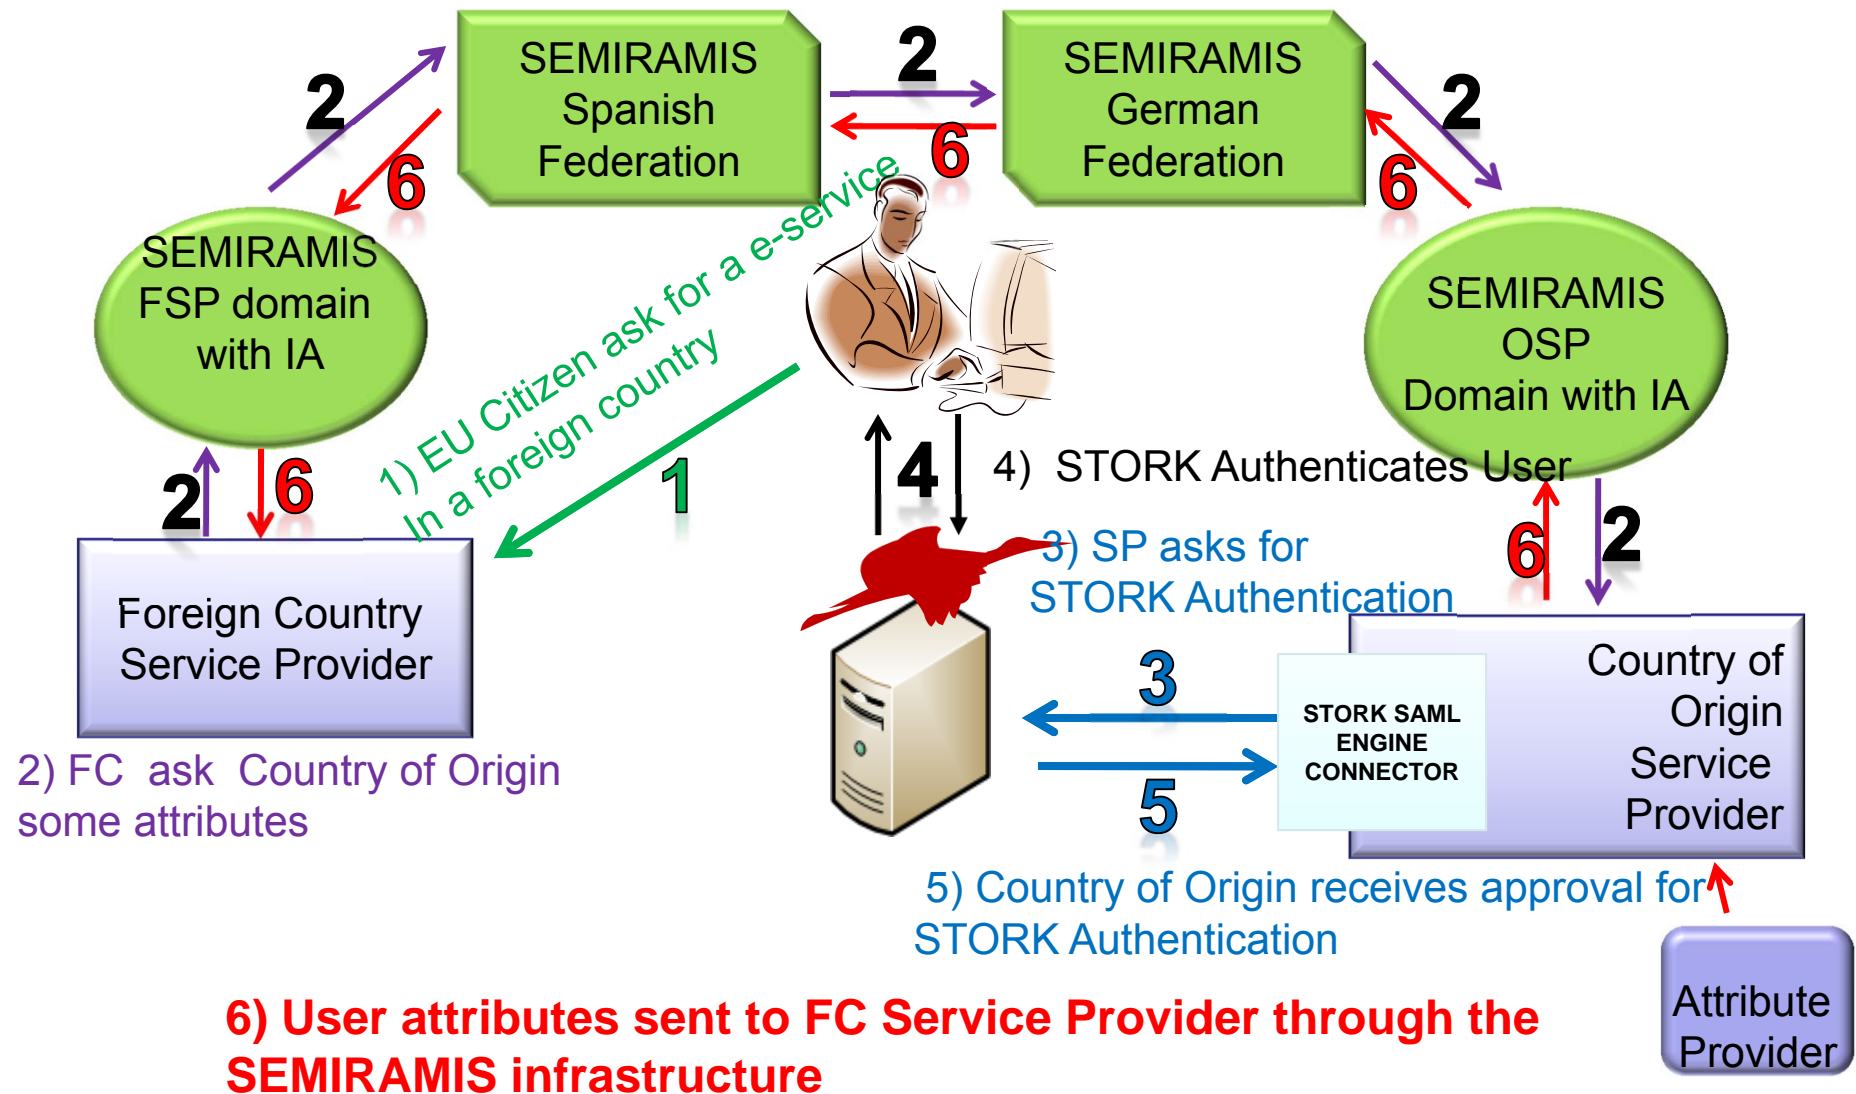 SEMIRAMIS
Spanish
Federation
2
SEMIRAMIS
German
Federation
2
2
6
6
6
SEMIRAMIS
FSP domain
with IA
SEMIRAMIS
OSP
Domain with IA
1) EU Citizen ask for a e-service
In a foreign country
1
2
6
4
4) STORK Authenticates User
6
2
3) SP asks for
STORK Authentication
Foreign Country
Service Provider
3
5
STORK SAML
ENGINE
CONNECTOR
Country of
Origin
Service
Provider
2) FC ask Country of Origin
some attributes
5) Country of Origin receives approval for
STORK Authentication
Attribute
Provider
6) User attributes sent to FC Service Provider through the
SEMIRAMIS infrastructure